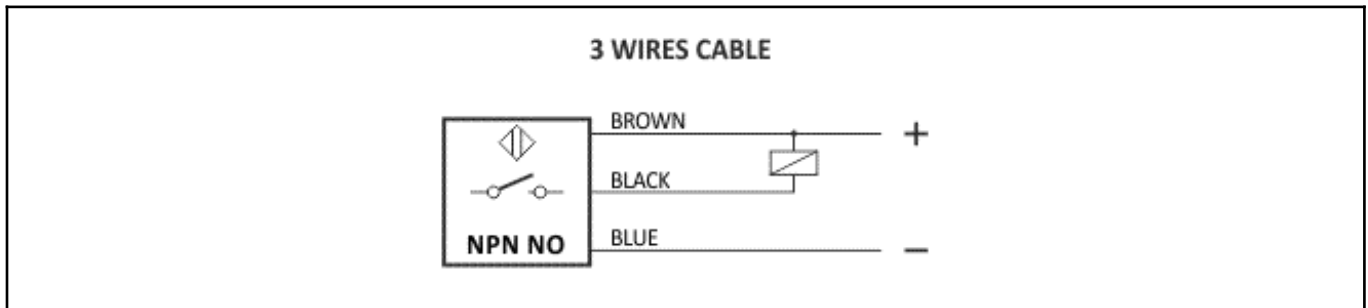 3 WIRES CABLE
BROWN
+
BLACK
NPN NO
BLUE
−